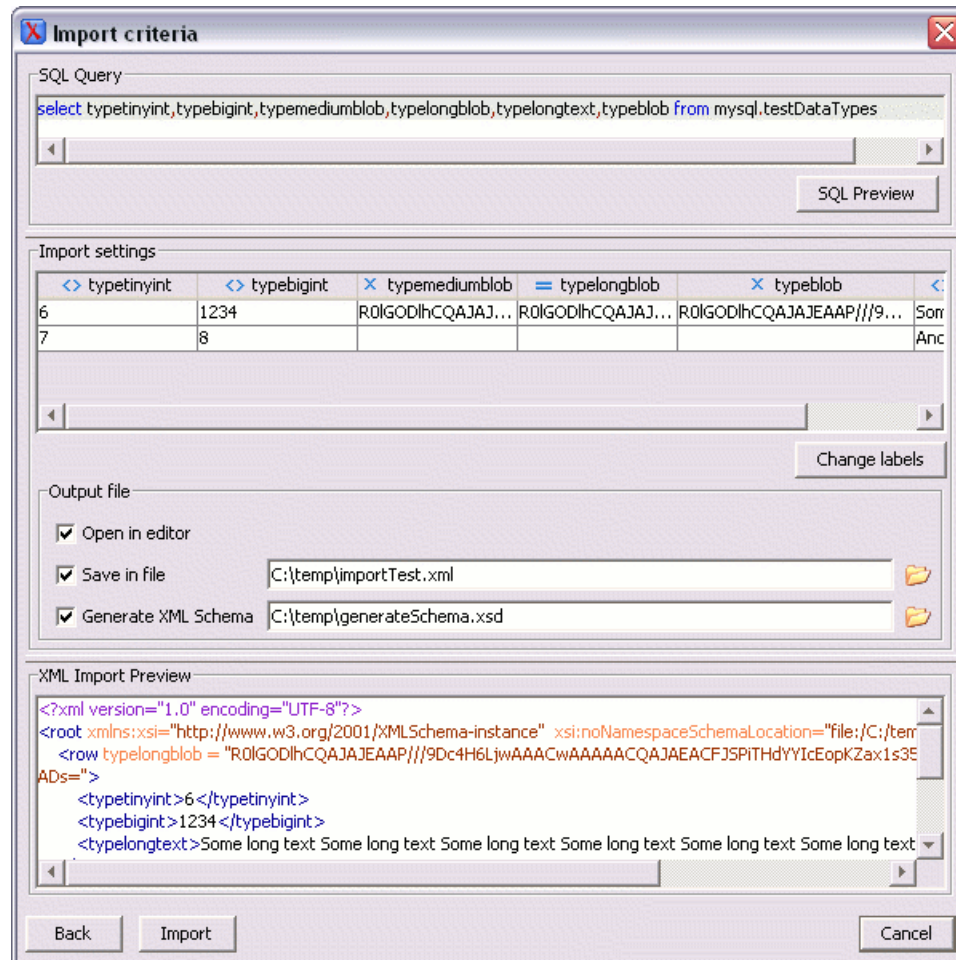 Import criteria
SQL Query
select typetinyint,typebigint,typemediumblob,typelongblob,typelongtext,typeblob from mysql.testDataTypes
SQL Preview
Import settings
<> typetinyint <> typebigint X typemediumblob = typelongblob X typeblob <
6 1234 R0lGODlhCQAJAJ... R0lGODlhCQAJAJ... R0lGODlhCQAJAJEAAP///9... Som
7 8 Anc
Change labels
Output file
Open in editor
Save in file C:\temp\importTest.xml
Generate XML Schema C:\temp\generateSchema.xsd
XML Import Preview
<?xml version="1.0" encoding="UTF-8"?>
<root xmlns:xsi="http://www.w3.org/2001/XMLSchema-instance" xsi:noNamespaceSchemaLocation="file:/C:/tem
<row typelongblob = "R0lGODlhCQAJAJEAAP///9Dc4H6LjwAAACwAAAAACQAJAEACFJSPiTHdYYIcEopKZax1s35
ADs=">
<typetinyint>6</typetinyint>
<typebigint>1234</typebigint>
<typelongtext>Some long text Some long text Some long text Some long text Some long text Some long text
Back Import Cancel